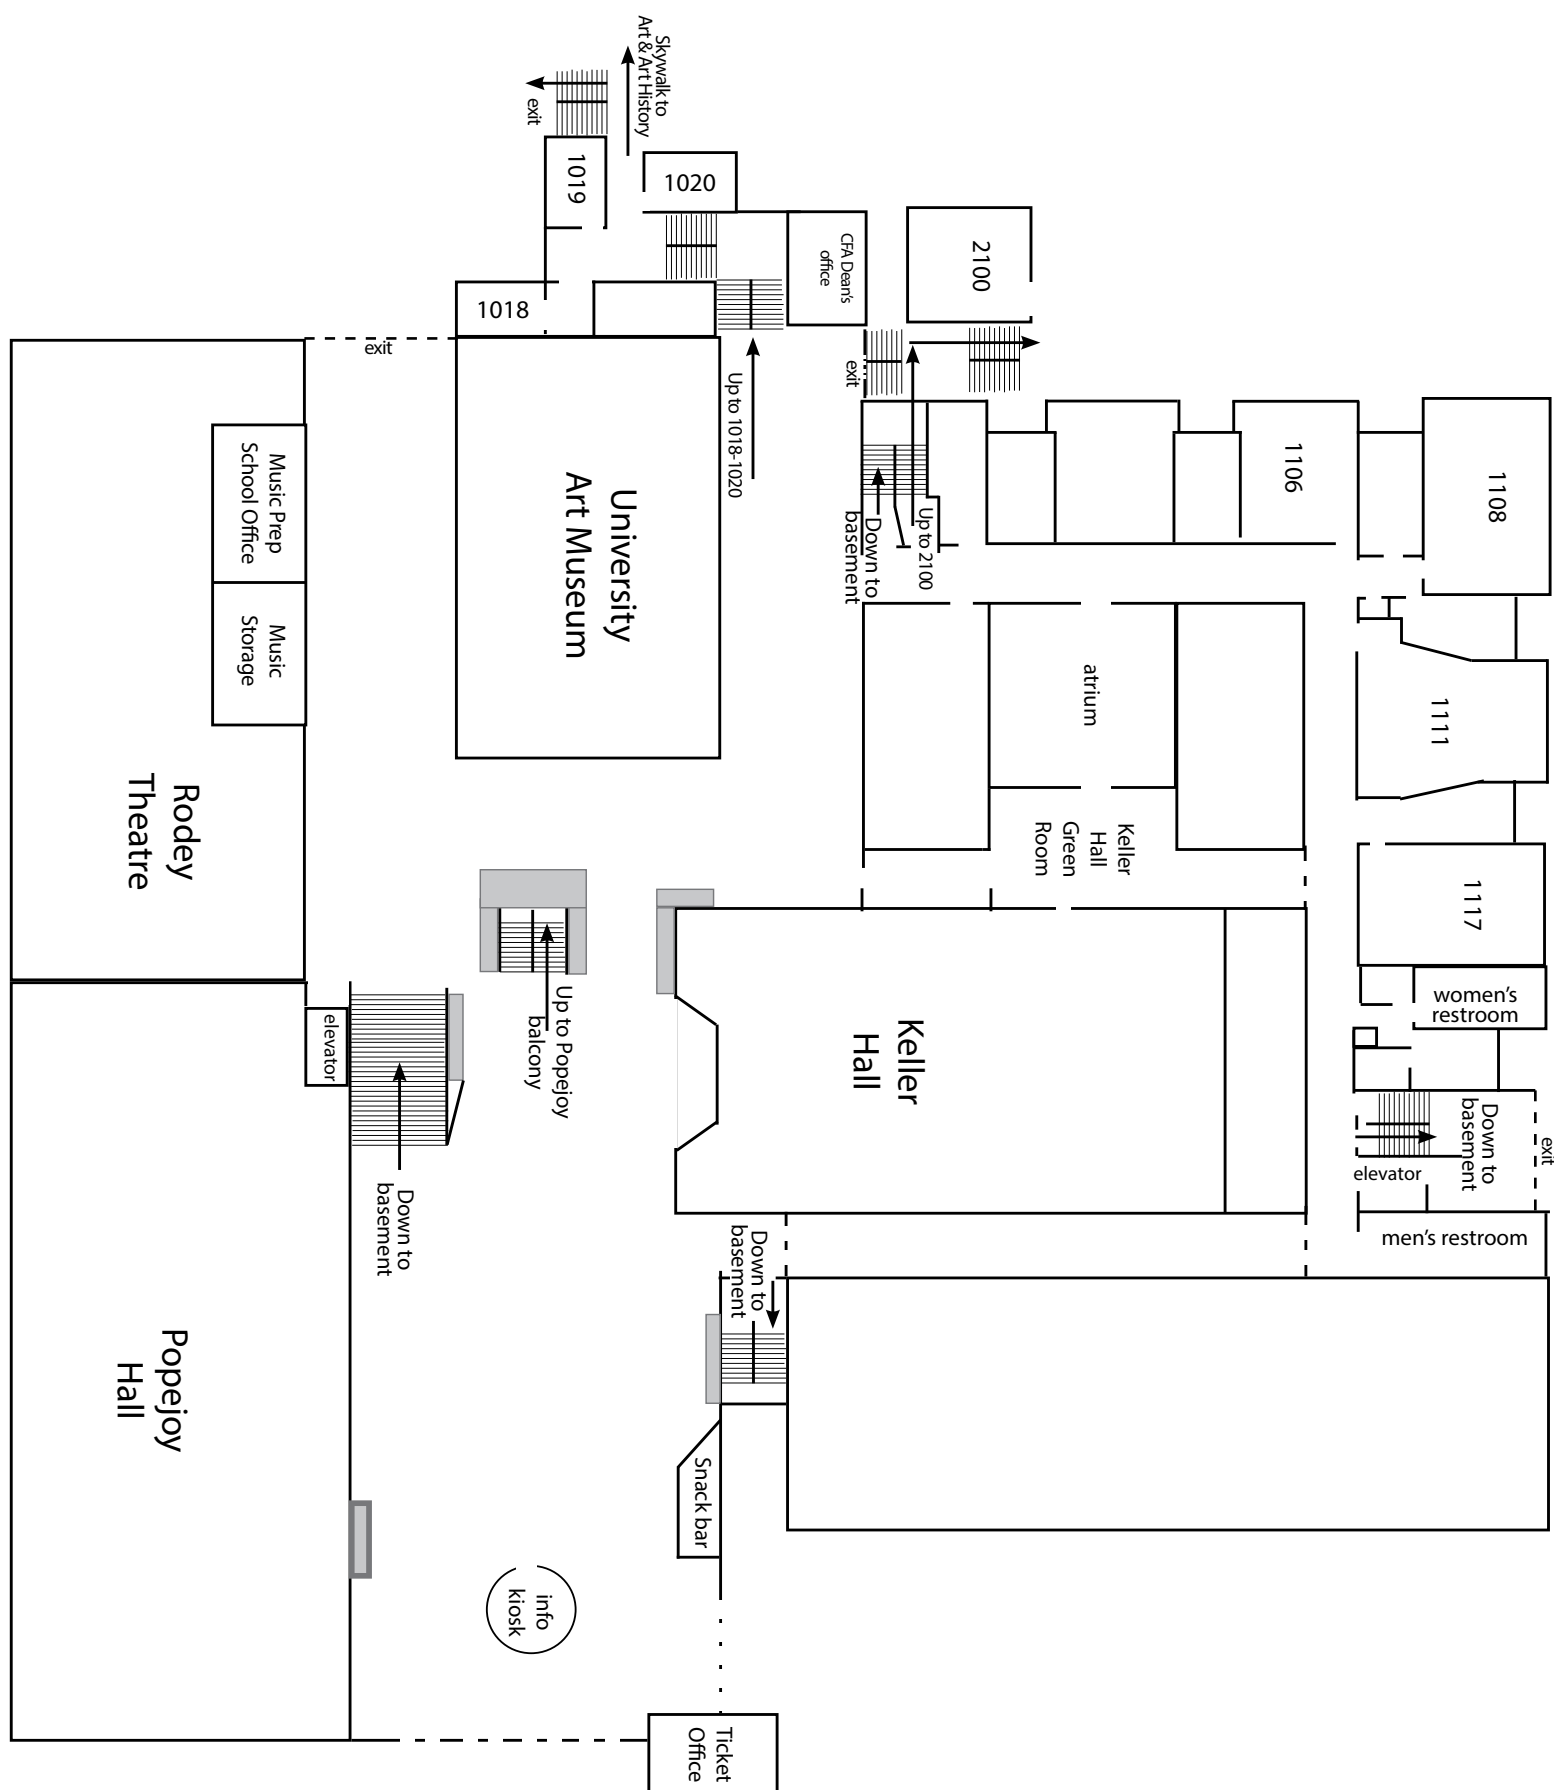 Skywalk to
Art & Art History
exit
1019
1020
CFA Dean's
office
2100
1018
exit
exit
Up to 1018-1020
Music Prep
School Office
Music
Storage
University
Art Museum
Down to
basement
Up to 2100
1106
1108
atrium
1111
Keller
Hall
Green
Room
1117
Rodey
Theatre
women's
restroom
elevator
Up to Popejoy
balcony
Keller
Hall
Down to
basement
exit
elevator
men's restroom
Down to
basement
Down to
basement
Popejoy
Hall
Snack bar
info
kiosk
Ticket
Office